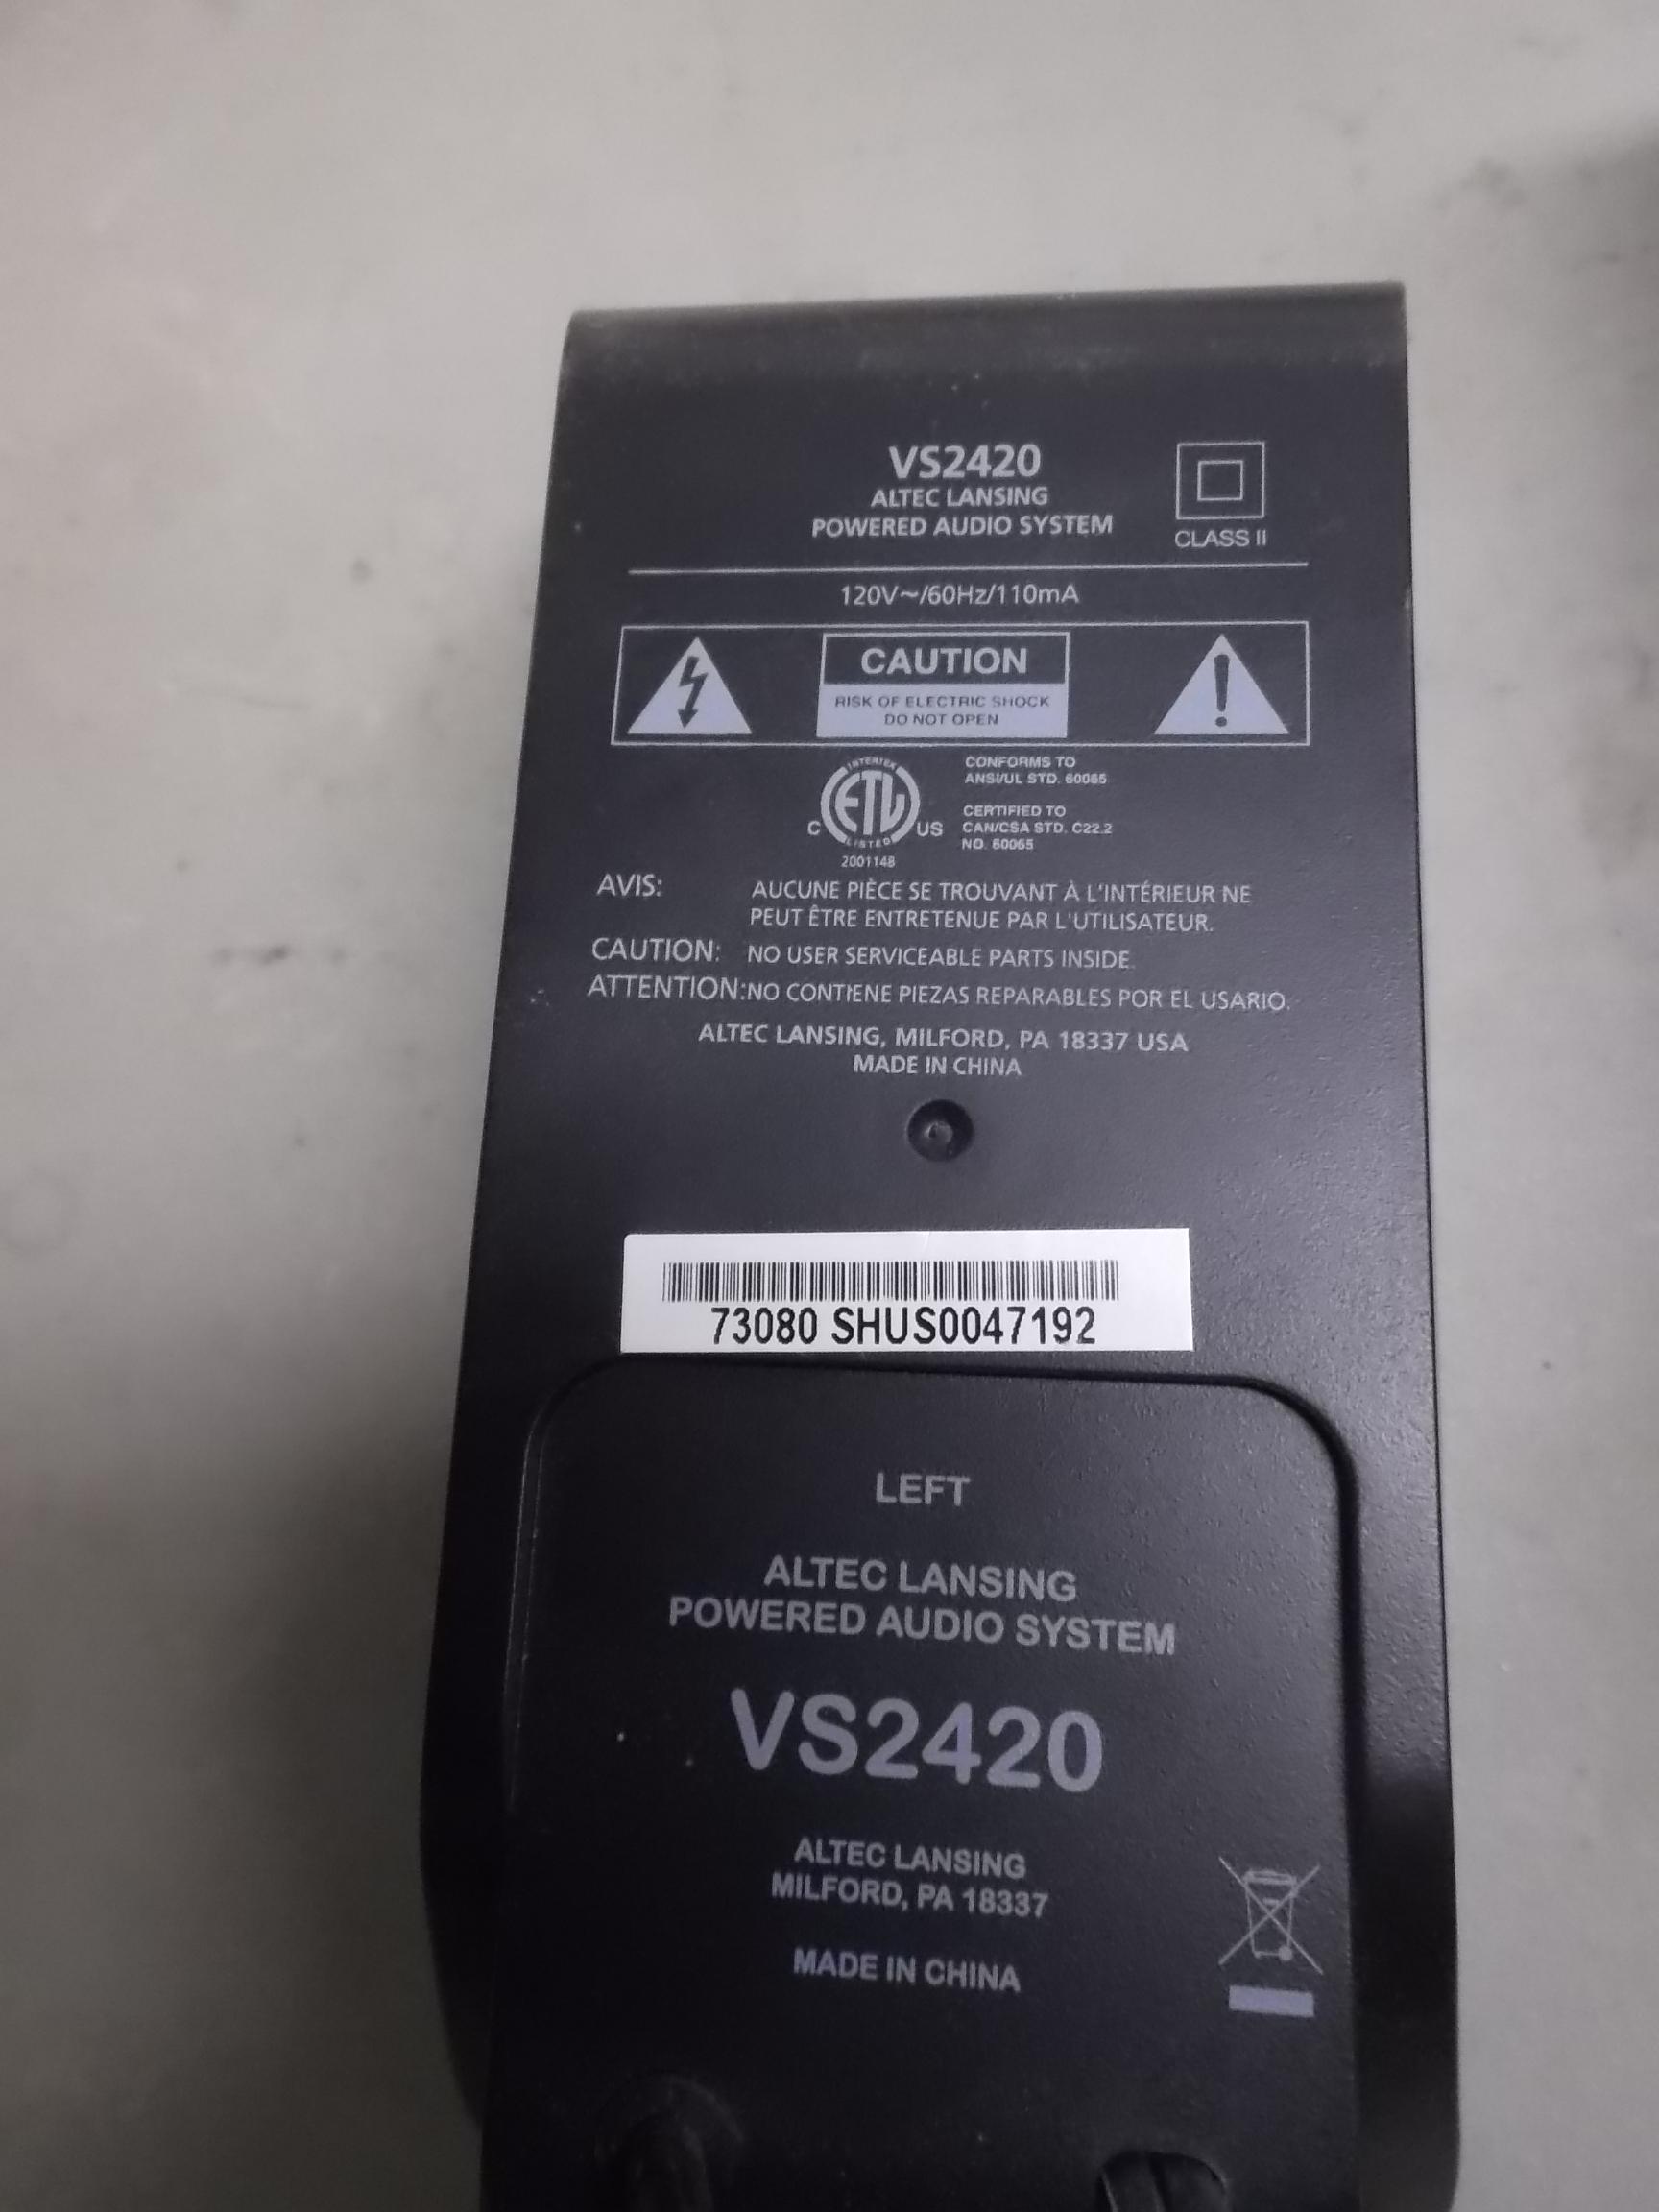 VS2420
ALTEC LANSING
POWERED AUDIO SYSTEM
CLASS II
120V~/60Hz/110mA
CAUTION
RISK OF ELECTRIC SHOCK
DO NOT OPEN
INTERTEK
ETL
C
US
LISTED
2001148
CONFORMS TO
ANSI/UL STD. 60065
CERTIFIED TO
CAN/CSA STD. C22.2
NO. 60065
AVIS: AUCUNE PIÈCE SE TROUVANT À L'INTÉRIEUR NE
PEUT ÊTRE ENTRETENUE PAR L'UTILISATEUR.
CAUTION: NO USER SERVICEABLE PARTS INSIDE.
ATTENTION:NO CONTIENE PIEZAS REPARABLES POR EL USARIO.
ALTEC LANSING, MILFORD, PA 18337 USA
MADE IN CHINA
73080 SHUS0047192
LEFT
ALTEC LANSING
POWERED AUDIO SYSTEM
VS2420
ALTEC LANSING
MILFORD, PA 18337
MADE IN CHINA